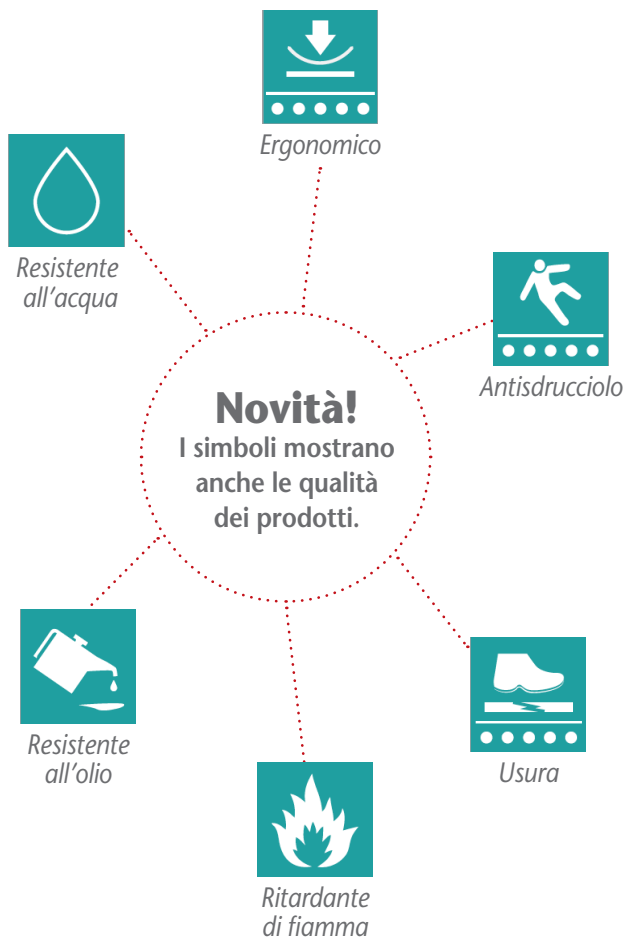 Ergonomico
Resistente
all'acqua
Antisdrucciolo
Novità!
I simboli mostrano
anche le qualità
dei prodotti.
Resistente
all'olio
Usura
Ritardante
di fiamma